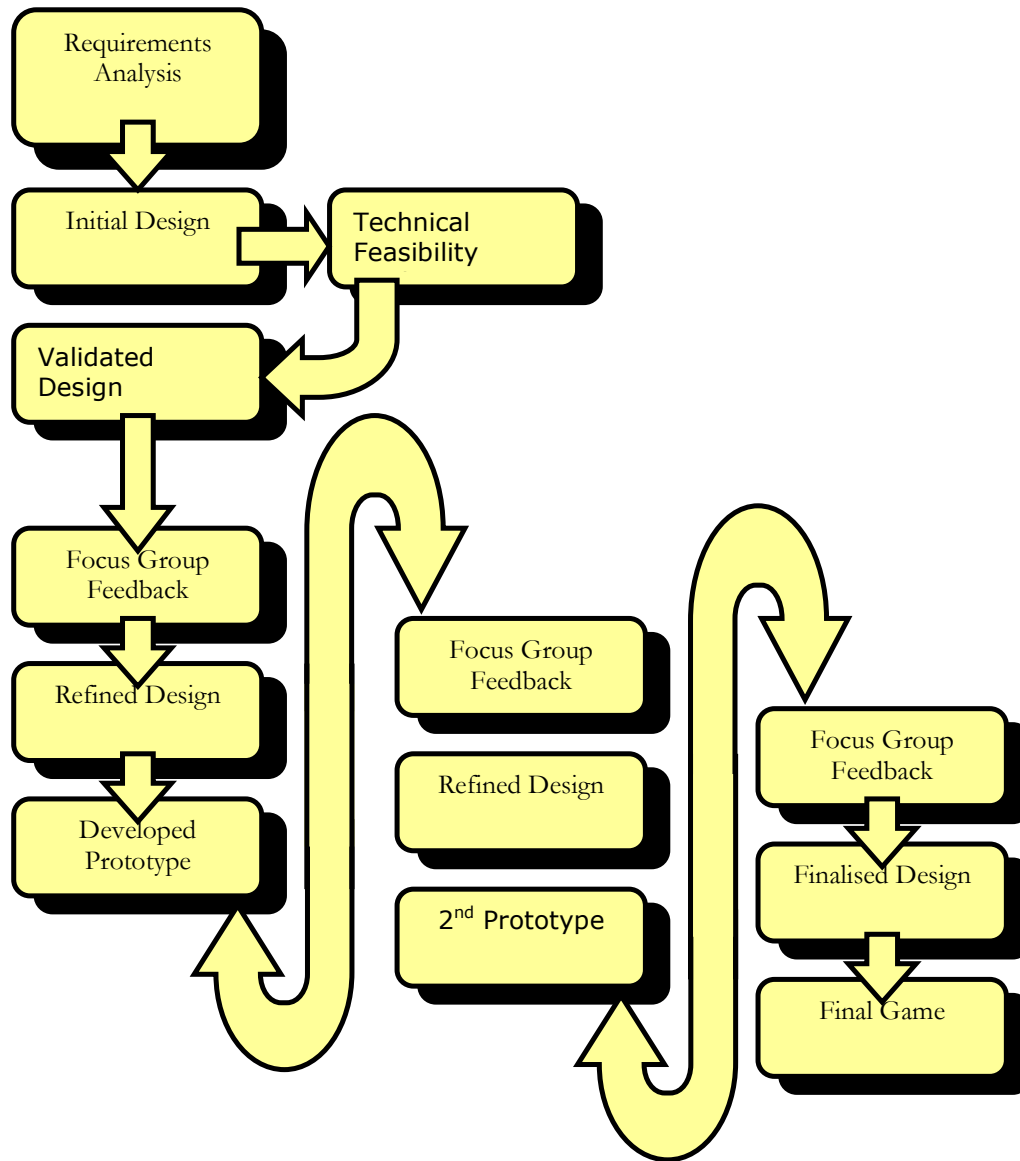 Requirements
Analysis
Initial Design
Technical
Feasibility
Validated
Design
Focus Group
Feedback
Refined Design
Developed
Prototype
Focus Group
Feedback
Refined Design
2nd Prototype
Focus Group
Feedback
Finalised Design
Final Game